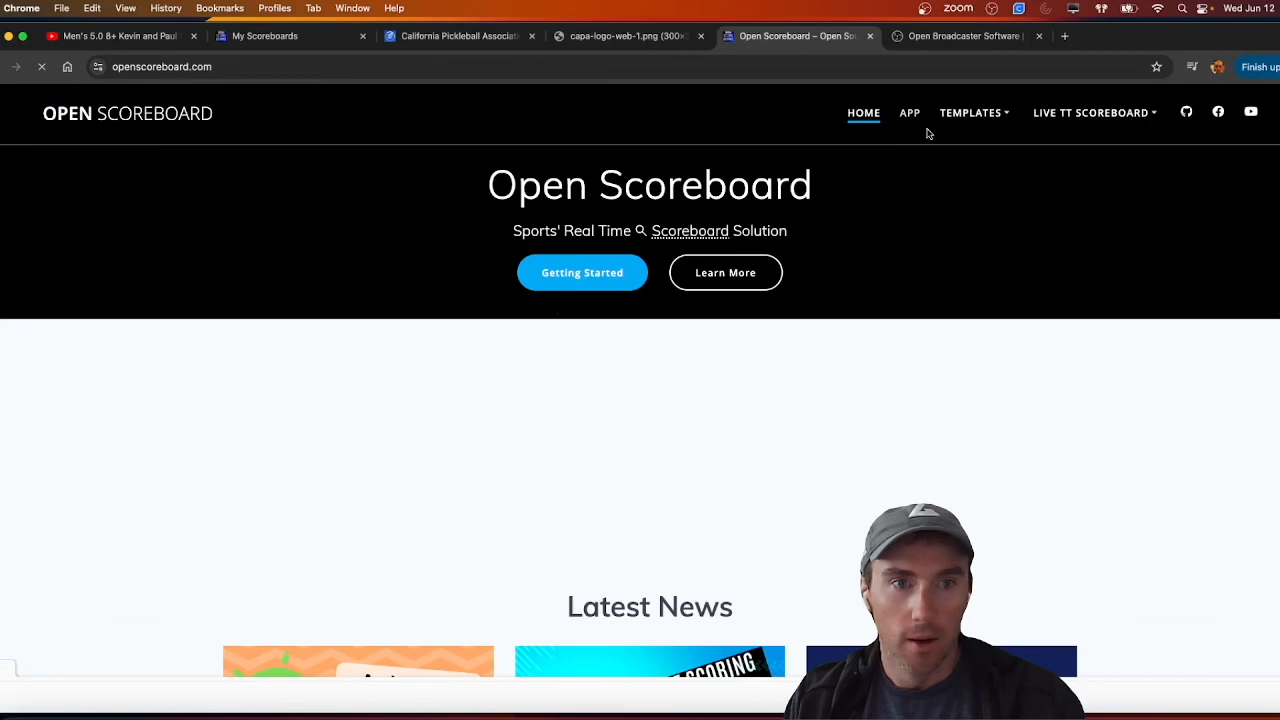 Chrome File Edit View History Bookmarks Profiles Tab Window Help zoom Wed Jun 12
Men's 5.0 8+ Kevin and Paul My Scoreboards California Pickleball Associati capa-logo-web-1.png (300× Open Scoreboard – Open So Open Broadcaster Software |
openscoreboard.com Finish up
OPEN SCOREBOARD HOME APP TEMPLATES LIVE TT SCOREBOARD
Open Scoreboard
Sports' Real Time Scoreboard Solution
Getting Started Learn More
Latest News
SCORING